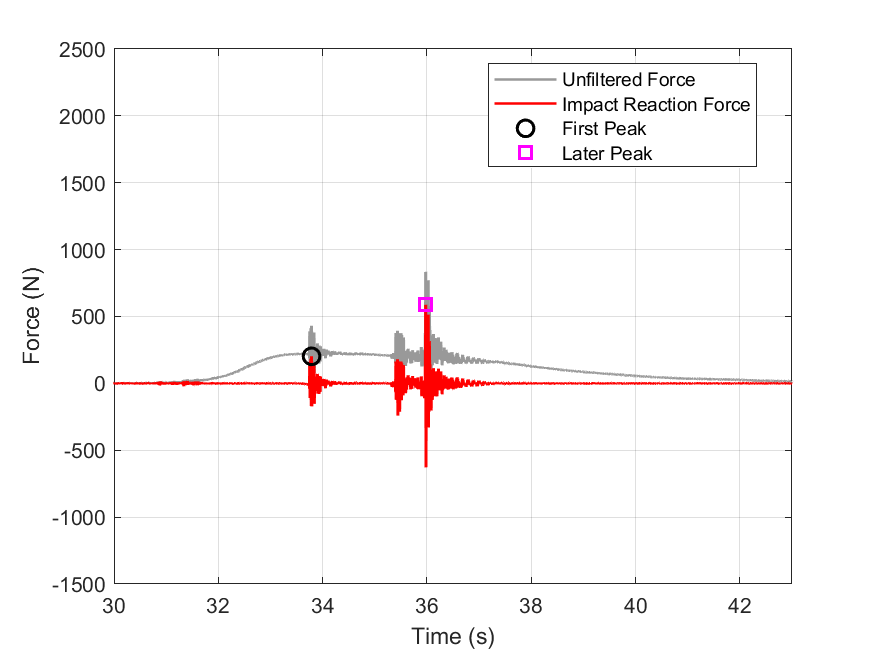 2500
2000
1500
1000
500
0
-500
-1000
-1500
30
32
34
36
38
40
42
Time (s)
Force (N)
Unfiltered Force
Impact Reaction Force
First Peak
Later Peak